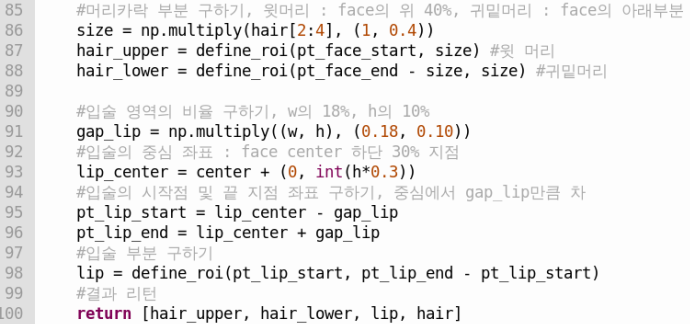 85 #머리카락 부분 구하기, 윗머리 : face의 위 40%, 귀밑머리 : face의 아래부분
86 size = np.multiply(hair[2:4], (1, 0.4))
87 hair_upper = define_roi(pt_face_start, size) #윗 머리
88 hair_lower = define_roi(pt_face_end - size, size) #귀밑머리
89
90 #입술 영역의 비율 구하기, w의 18%, h의 10%
91 gap_lip = np.multiply((w, h), (0.18, 0.10))
92 #입술의 중심 좌표 : face center 하단 30% 지점
93 lip_center = center + (0, int(h*0.3))
94 #입술의 시작점 및 끝 지점 좌표 구하기, 중심에서 gap_lip만큼 차
95 pt_lip_start = lip_center - gap_lip
96 pt_lip_end = lip_center + gap_lip
97 #입술 부분 구하기
98 lip = define_roi(pt_lip_start, pt_lip_end - pt_lip_start)
99 #결과 리턴
100 return [hair_upper, hair_lower, lip, hair]